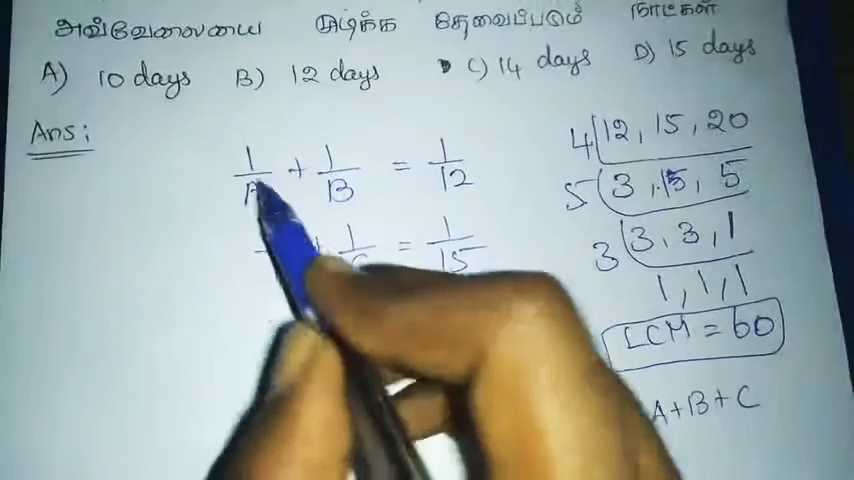 அவ்வேலையை முடிக்க தேவைப்படும் நாட்கள்
A) 10 days B) 12 days C) 14 days D) 15 days
Ans:
1/A + 1/B = 1/12
+ 1/C = 1/15
4 | 12, 15, 20
5 | 3, 15, 5
3 | 3, 3, 1
1, 1, 1
LCM = 60
A+B+C